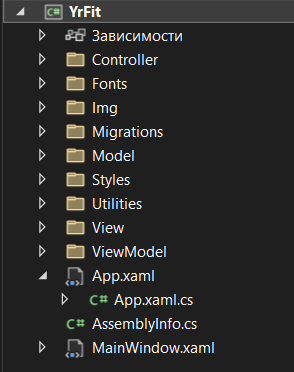 YrFit
Зависимости
Controller
Fonts
Img
Migrations
Model
Styles
Utilities
View
ViewModel
App.xaml
C# App.xaml.cs
C# AssemblyInfo.cs
MainWindow.xaml